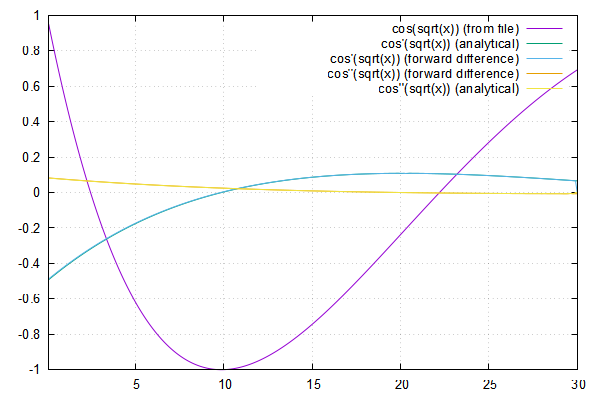 1
0.8
0.6
0.4
0.2
0
-0.2
-0.4
-0.6
-0.8
-1
cos(sqrt(x)) (from file)
cos'(sqrt(x)) (analytical)
cos'(sqrt(x)) (forward difference)
cos''(sqrt(x)) (forward difference)
cos''(sqrt(x)) (analytical)
5 10 15 20 25 30